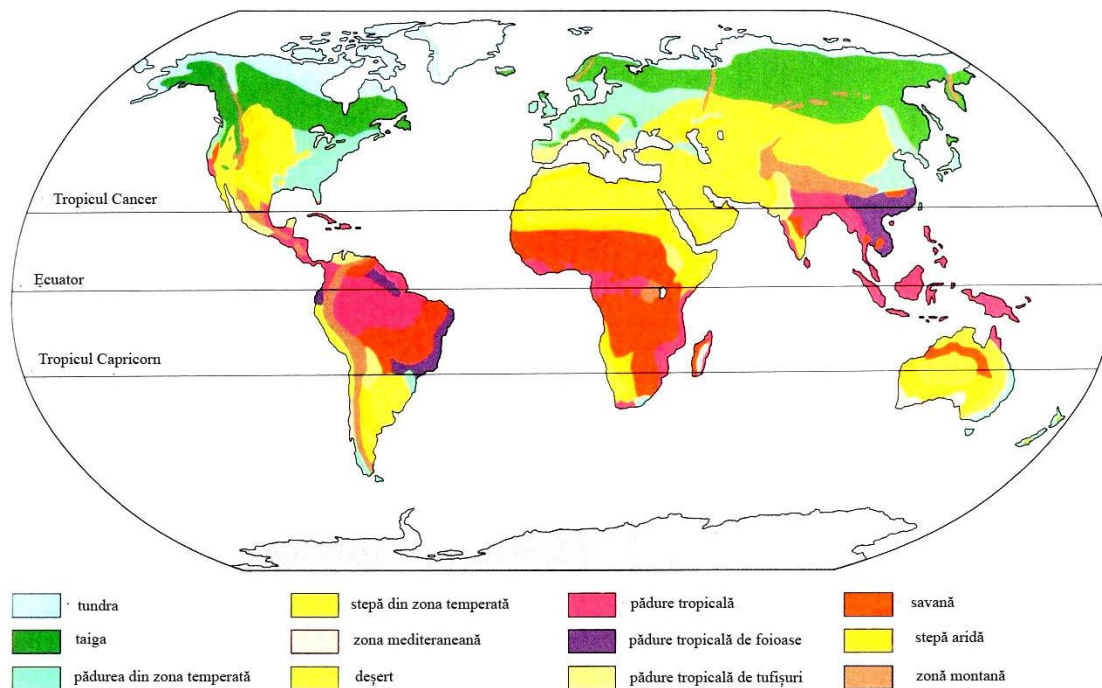 Tropicul Cancer
Ecuator
Tropicul Capricorn
tundra
stepă din zona temperată
pădure tropicală
savană
taiga
zona mediteraneană
pădure tropicală de foioase
stepă aridă
pădurea din zona temperată
deșert
pădure tropicală de tufișuri
zonă montană